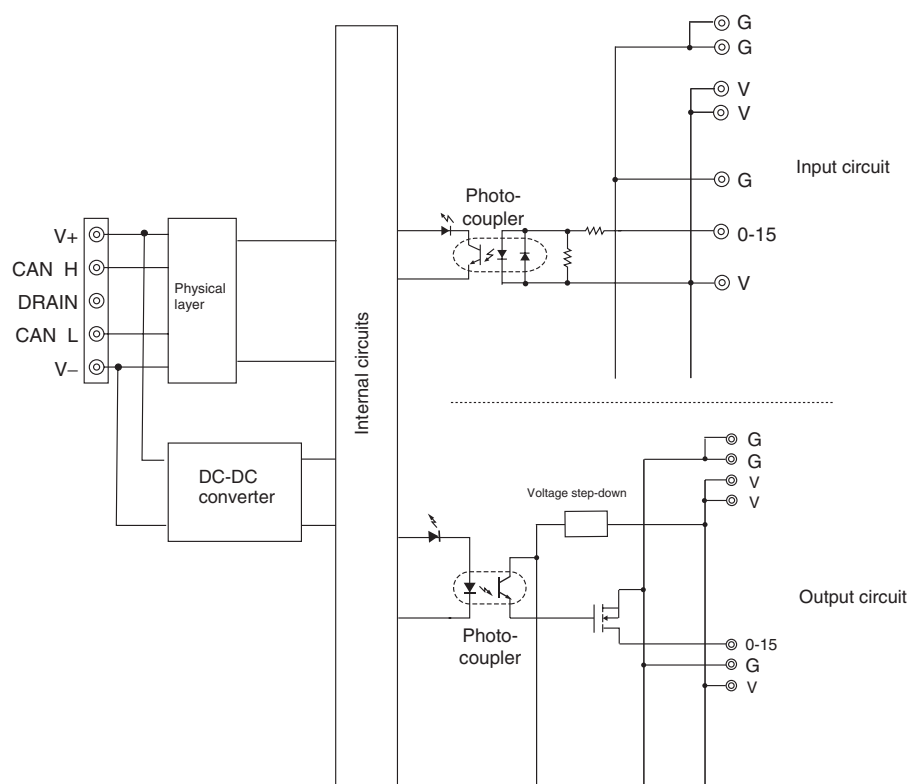 V+
CAN H
DRAIN
CAN L
V–
Physical
layer
DC-DC
converter
Internal circuits
Photo-
coupler
G
G
V
V
G
0-15
V
Input circuit
Voltage step-down
Photo-
coupler
G
G
V
V
0-15
G
V
Output circuit